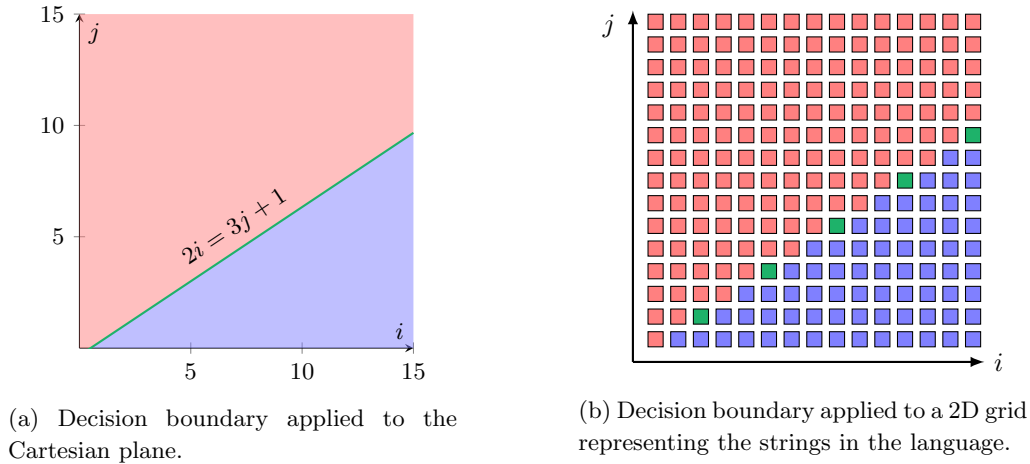 15
j
10
2i = 3j + 1
5
i
5
10
15
(a) Decision boundary applied to the
Cartesian plane.
j
i
(b) Decision boundary applied to a 2D grid
representing the strings in the language.